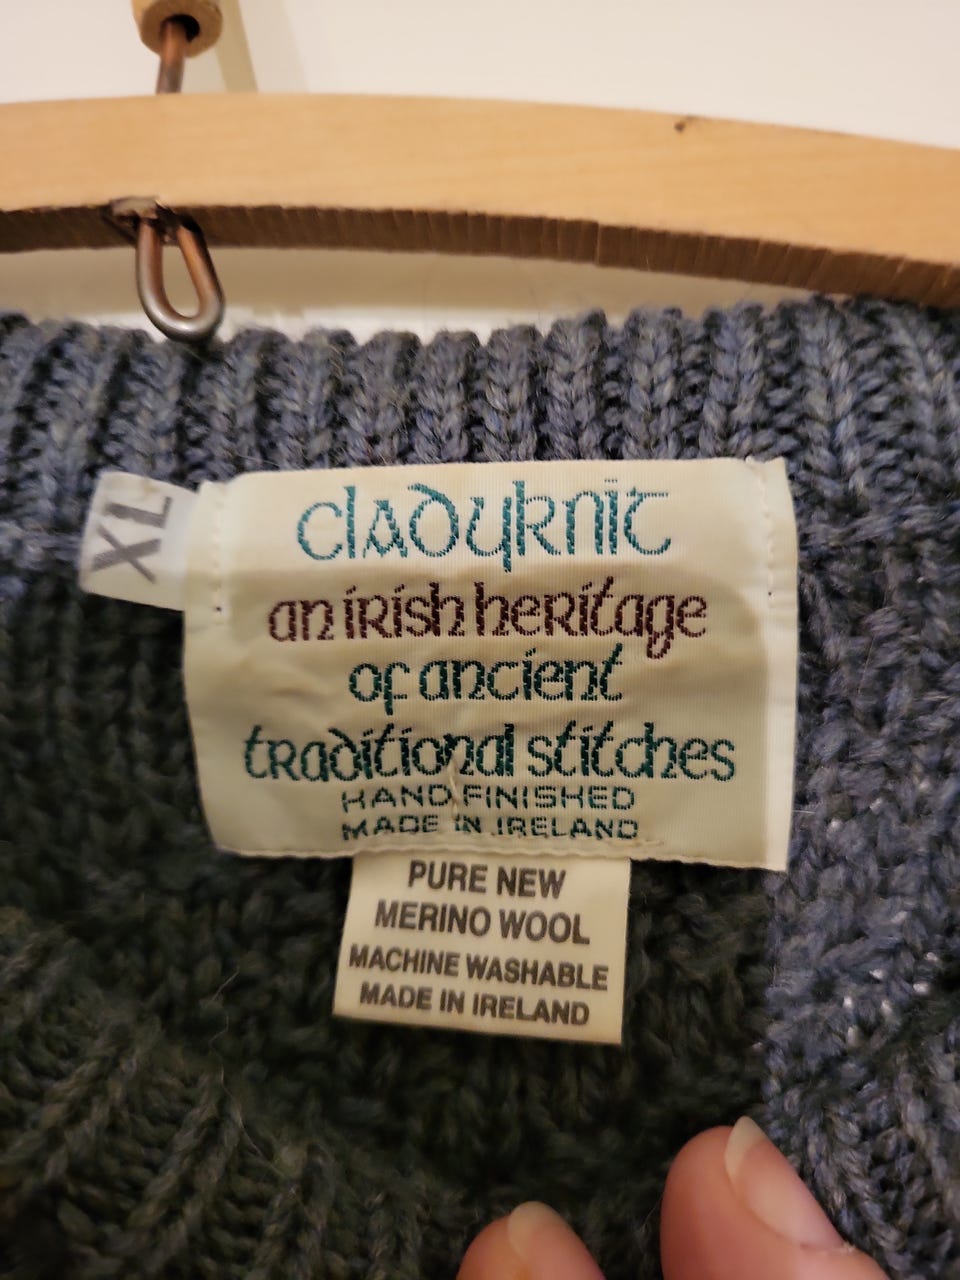 XL
cladyknit
an irish heritage
of ancient
traditional stitches
HAND FINISHED
MADE IN IRELAND
PURE NEW
MERINO WOOL
MACHINE WASHABLE
MADE IN IRELAND